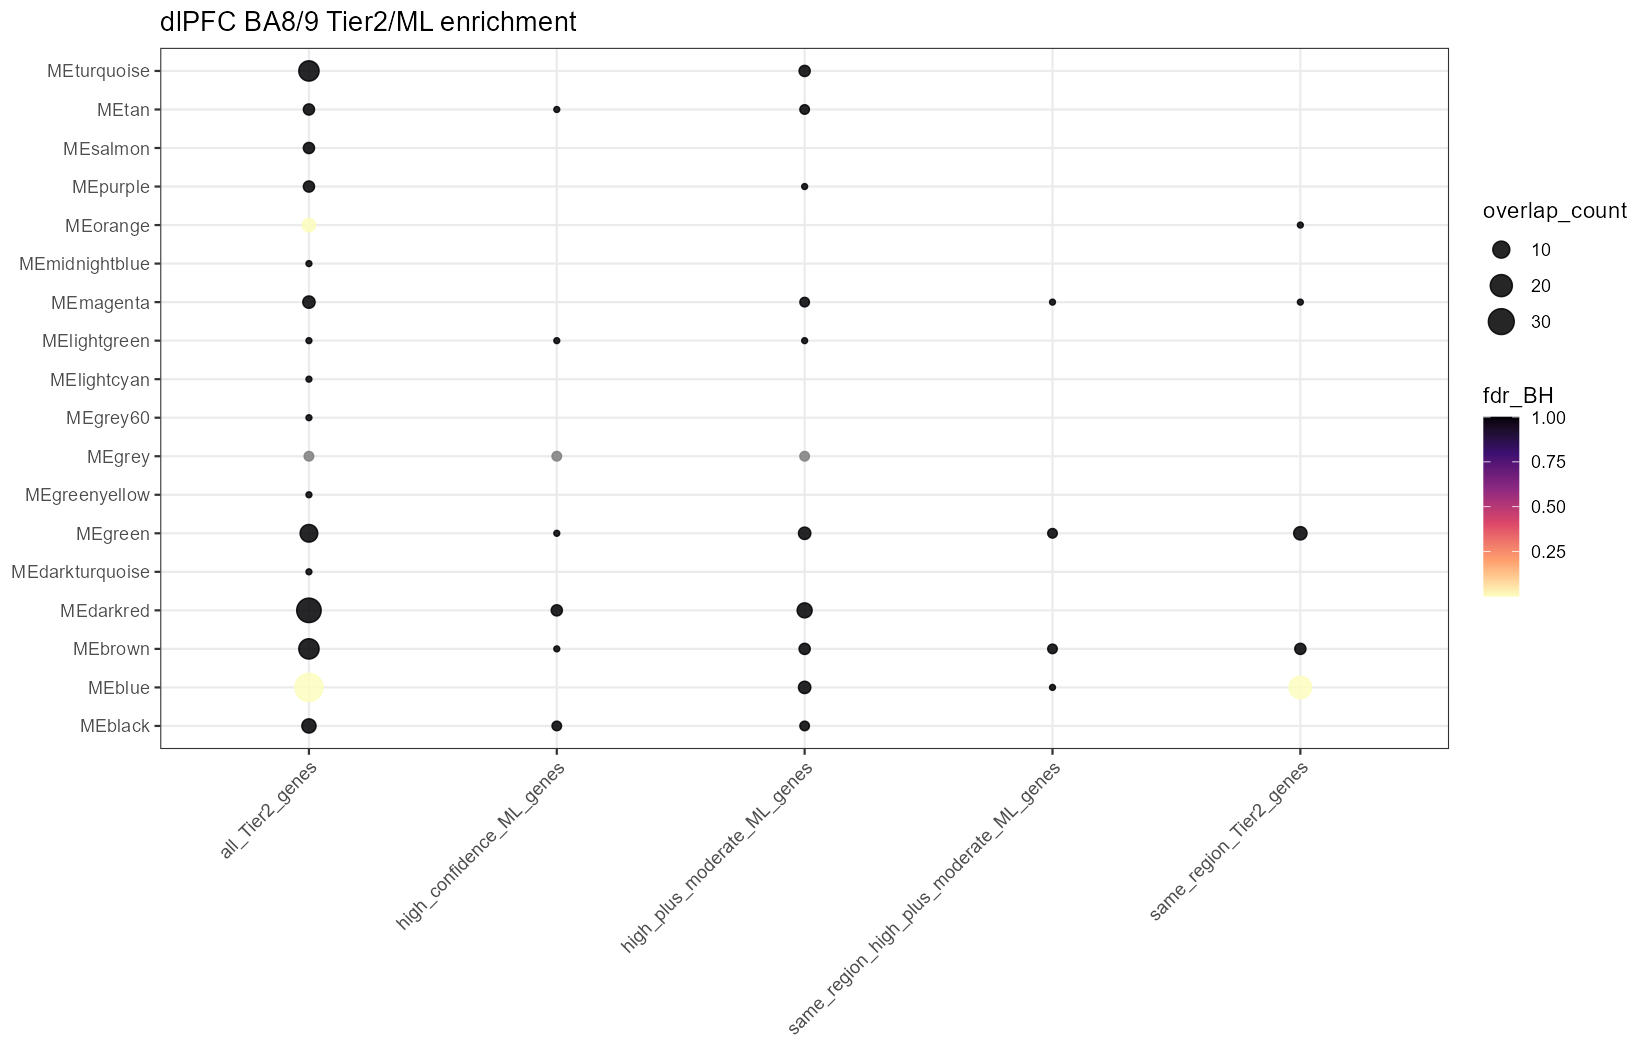 dlPFC BA8/9 Tier2/ML enrichment
MEturquoise
MEtan
MEsalmon
MEpurple
MEorange
MEmidnightblue
MEmagenta
MElightgreen
MElightcyan
MEgrey60
MEgrey
MEgreenyellow
MEgreen
MEdarkturquoise
MEdarkred
MEbrown
MEblue
MEblack
all_Tier2_genes
high_confidence_ML_genes
high_plus_moderate_ML_genes
same_region_high_plus_moderate_ML_genes
same_region_Tier2_genes
overlap_count
10
20
30
fdr_BH
1.00
0.75
0.50
0.25